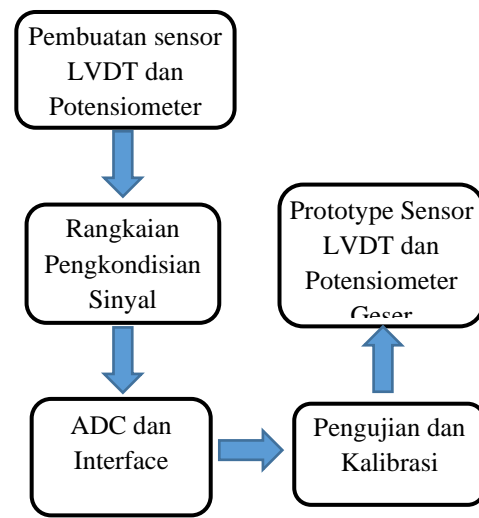 Pembuatan sensor
LVDT dan
Potensiometer
Rangkaian
Pengkondisian
Sinyal
ADC dan
Interface
Pengujian dan
Kalibrasi
Prototype Sensor
LVDT dan
Potensiometer
Geser